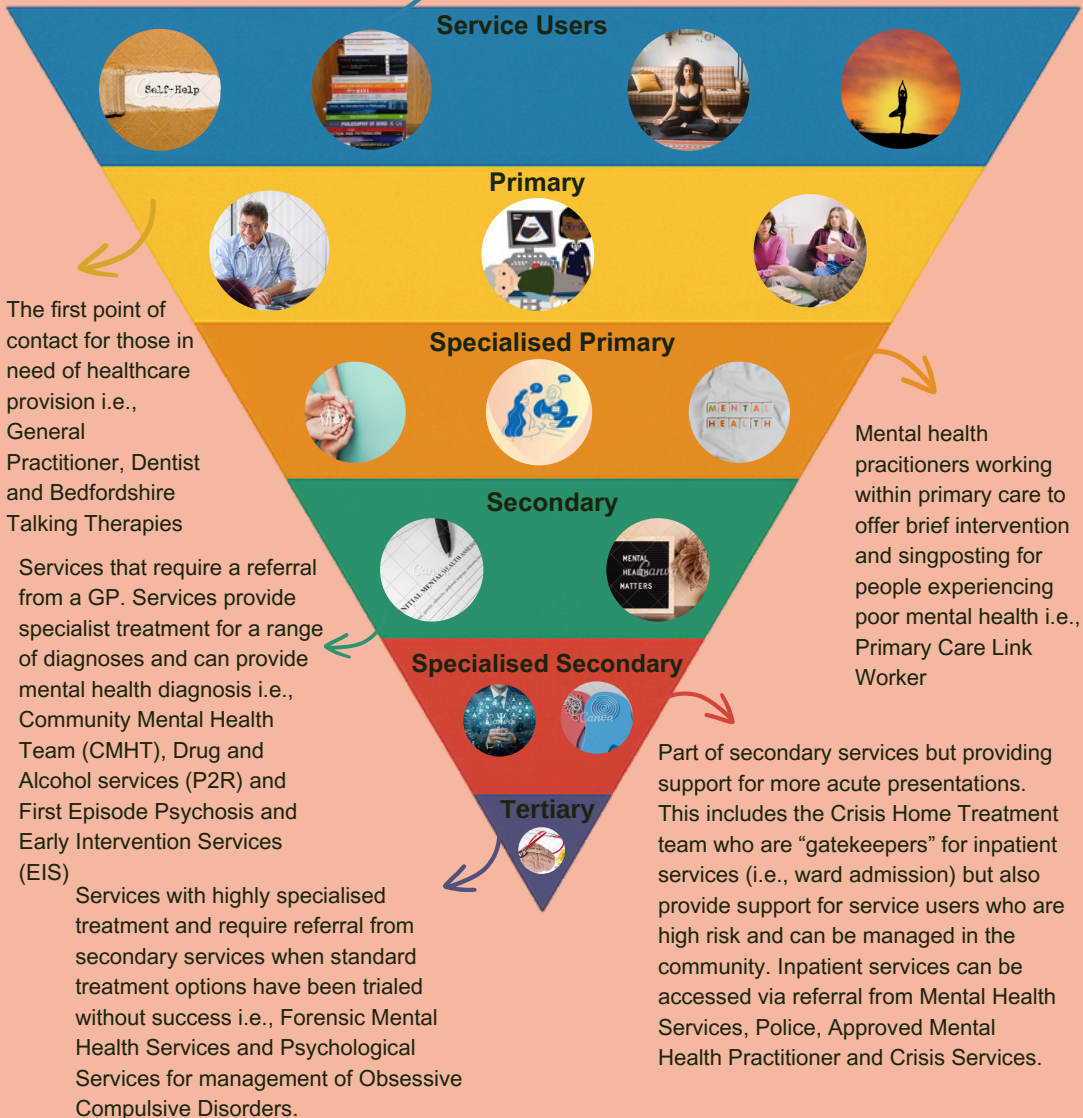 Service Users
Self-Help
Primary
The first point of
contact for those in
need of healthcare
provision i.e.,
General
Practitioner, Dentist
and Bedfordshire
Talking Therapies
Specialised Primary
MENTAL
HEALTH
Mental health
pracitioners working
within primary care to
offer brief intervention
and singposting for
people experiencing
poor mental health i.e.,
Primary Care Link
Worker
Secondary
INITIAL MENTAL HEALTH
MENTAL
HEALTH
MATTERS
Services that require a referral
from a GP. Services provide
specialist treatment for a range
of diagnoses and can provide
mental health diagnosis i.e.,
Community Mental Health
Team (CMHT), Drug and
Alcohol services (P2R) and
First Episode Psychosis and
Early Intervention Services
(EIS)
Specialised Secondary
Part of secondary services but providing
support for more acute presentations.
This includes the Crisis Home Treatment
team who are “gatekeepers” for inpatient
services (i.e., ward admission) but also
provide support for service users who are
high risk and can be managed in the
community. Inpatient services can be
accessed via referral from Mental Health
Services, Police, Approved Mental
Health Practitioner and Crisis Services.
Tertiary
Services with highly specialised
treatment and require referral from
secondary services when standard
treatment options have been trialed
without success i.e., Forensic Mental
Health Services and Psychological
Services for management of Obsessive
Compulsive Disorders.